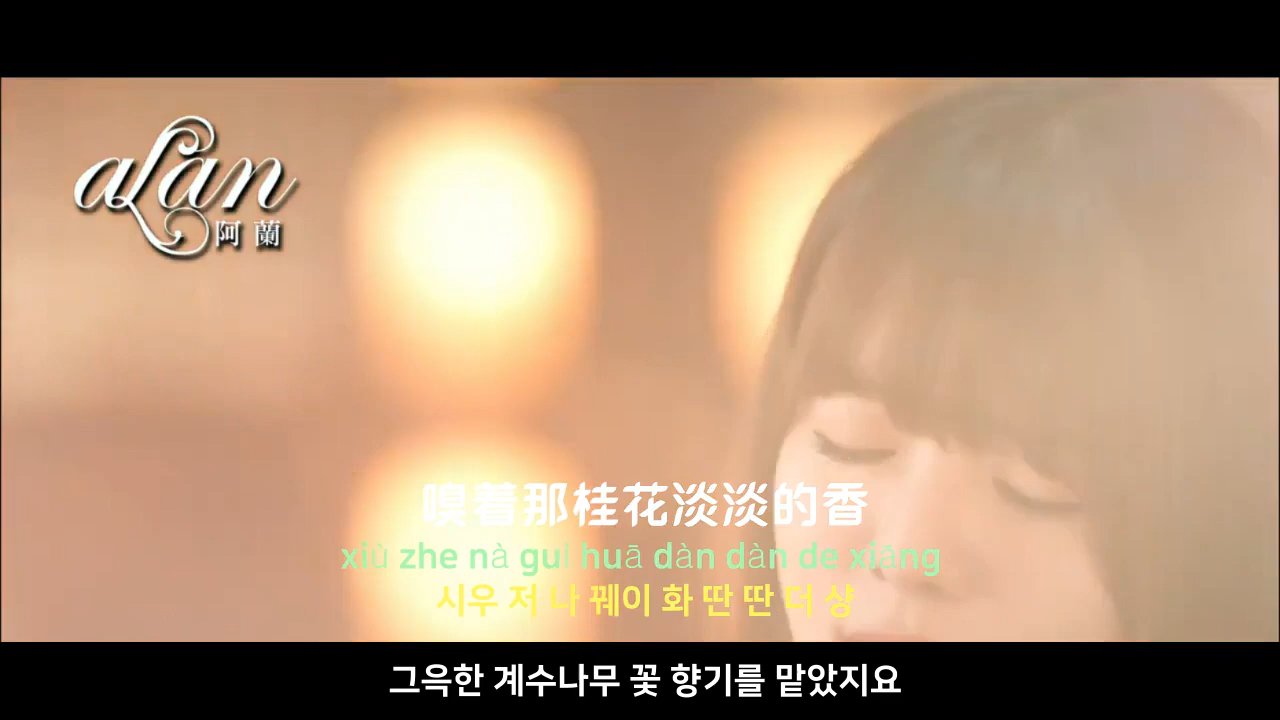 alan
阿蘭
嗅着那桂花淡淡的香
xiù zhe nà guì huā dàn dàn de xiāng
시우 저 나 꿰이 화 딴 딴 더 샹
그윽한 계수나무 꽃 향기를 맡았지요